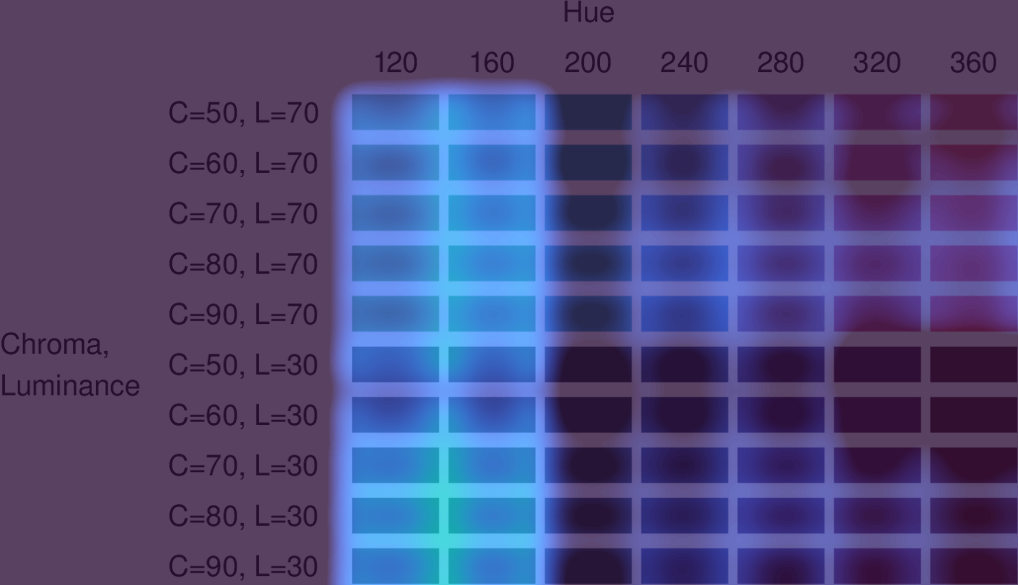 Hue
120 160 200 240 280 320 360
C=50, L=70
C=60, L=70
C=70, L=70
C=80, L=70
C=90, L=70
Chroma,
Luminance
C=50, L=30
C=60, L=30
C=70, L=30
C=80, L=30
C=90, L=30